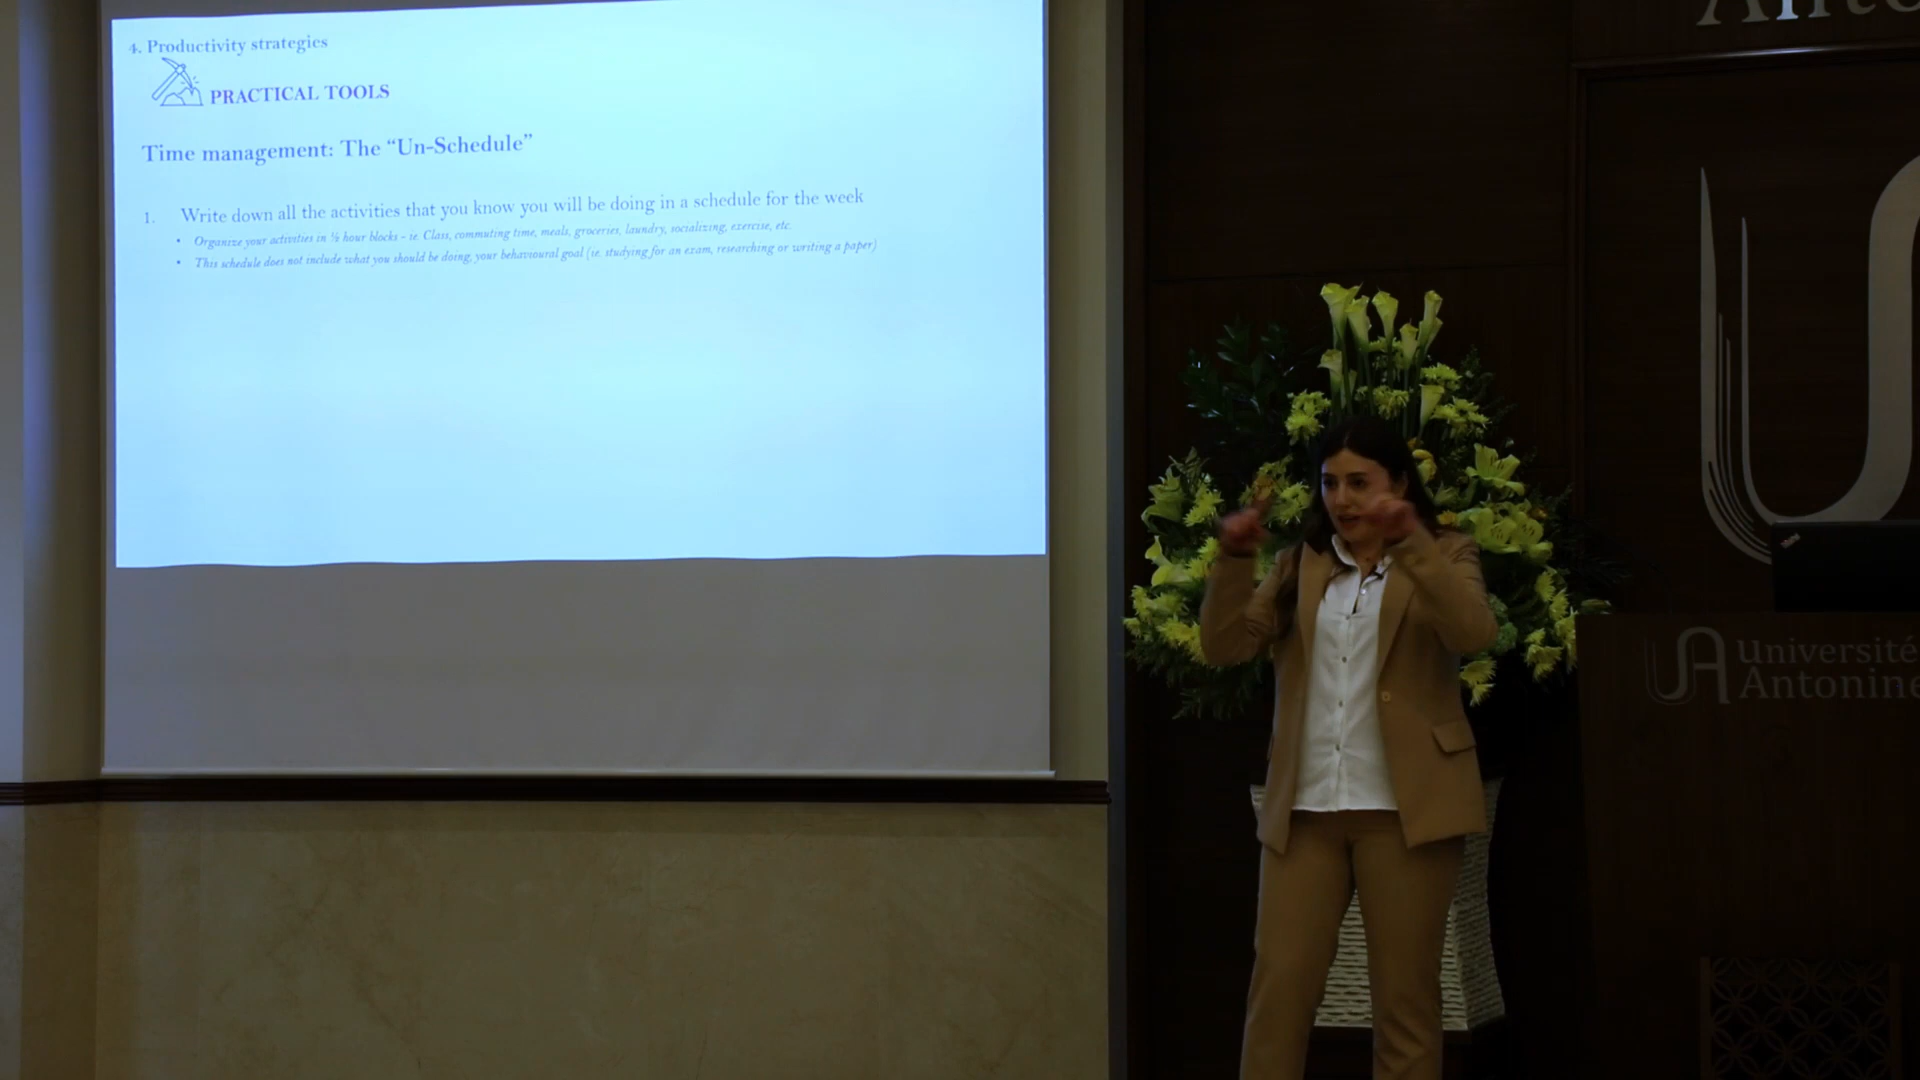 4. Productivity strategies
PRACTICAL TOOLS
Time management: The “Un-Schedule”
1. Write down all the activities that you know you will be doing in a schedule for the week
• Organize your activities in ½ hour blocks - ie. Class, commuting time, meals, groceries, laundry, socializing, exercise, etc.
• This schedule does not include what you should be doing, your behavioural goal (ie. studying for an exam, researching or writing a paper)
UA
Université
Antonine